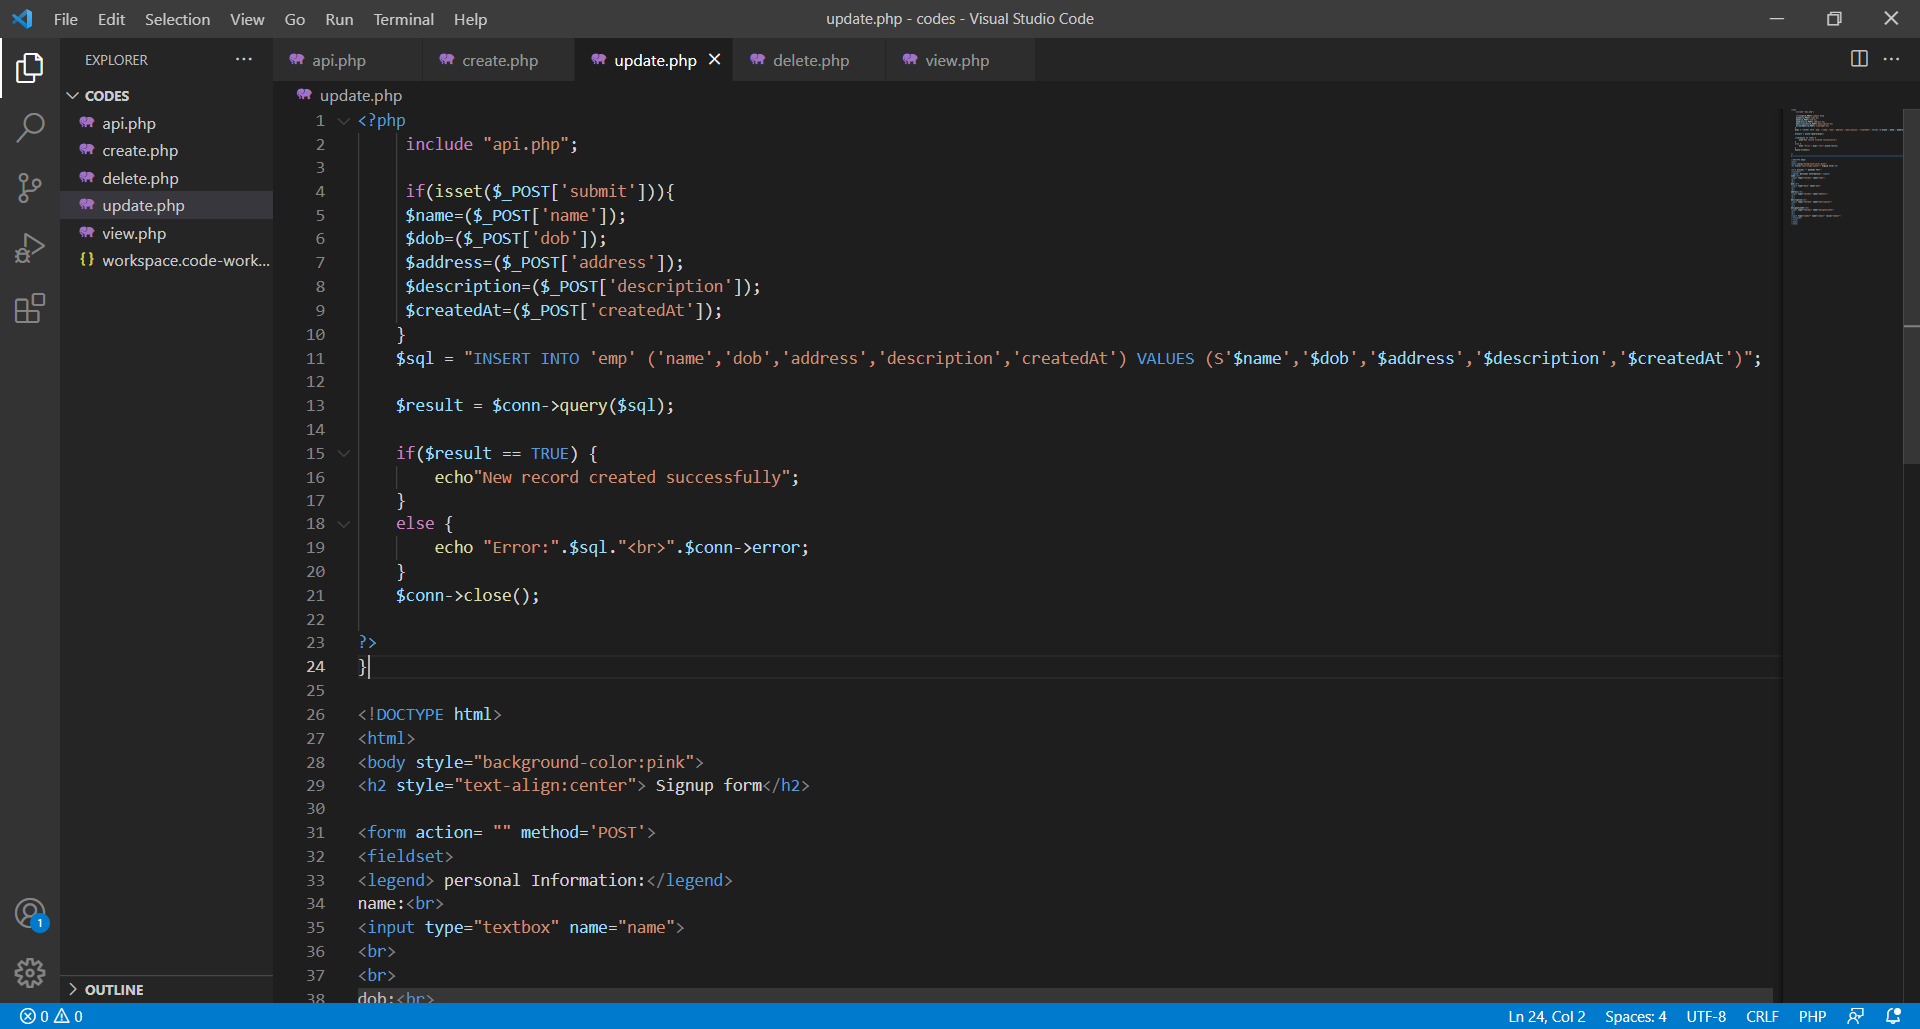 File Edit Selection View Go Run Terminal Help
update.php - codes - Visual Studio Code
EXPLORER ···
api.php create.php update.php delete.php view.php
CODES
api.php
create.php
delete.php
update.php
view.php
{} workspace.code-work...
OUTLINE
1
update.php
1 <?php
2 include "api.php";
3
4 if(isset($_POST['submit'])){
5 $name=($_POST['name']);
6 $dob=($_POST['dob']);
7 $address=($_POST['address']);
8 $description=($_POST['description']);
9 $createdAt=($_POST['createdAt']);
10 }
11 $sql = "INSERT INTO 'emp' ('name','dob','address','description','createdAt') VALUES (S'$name','$dob','$address','$description','$createdAt')";
12
13 $result = $conn->query($sql);
14
15 if($result == TRUE) {
16 echo"New record created successfully";
17 }
18 else {
19 echo "Error:".$sql."<br>".$conn->error;
20 }
21 $conn->close();
22
23 ?>
24 }
25
26 <!DOCTYPE html>
27 <html>
28 <body style="background-color:pink">
29 <h2 style="text-align:center"> Signup form</h2>
30
31 <form action= "" method='POST'>
32 <fieldset>
33 <legend> personal Information:</legend>
34 name:<br>
35 <input type="textbox" name="name">
36 <br>
37 <br>
38 dob:<br>
0 0
Ln 24, Col 2 Spaces: 4 UTF-8 CRLF PHP